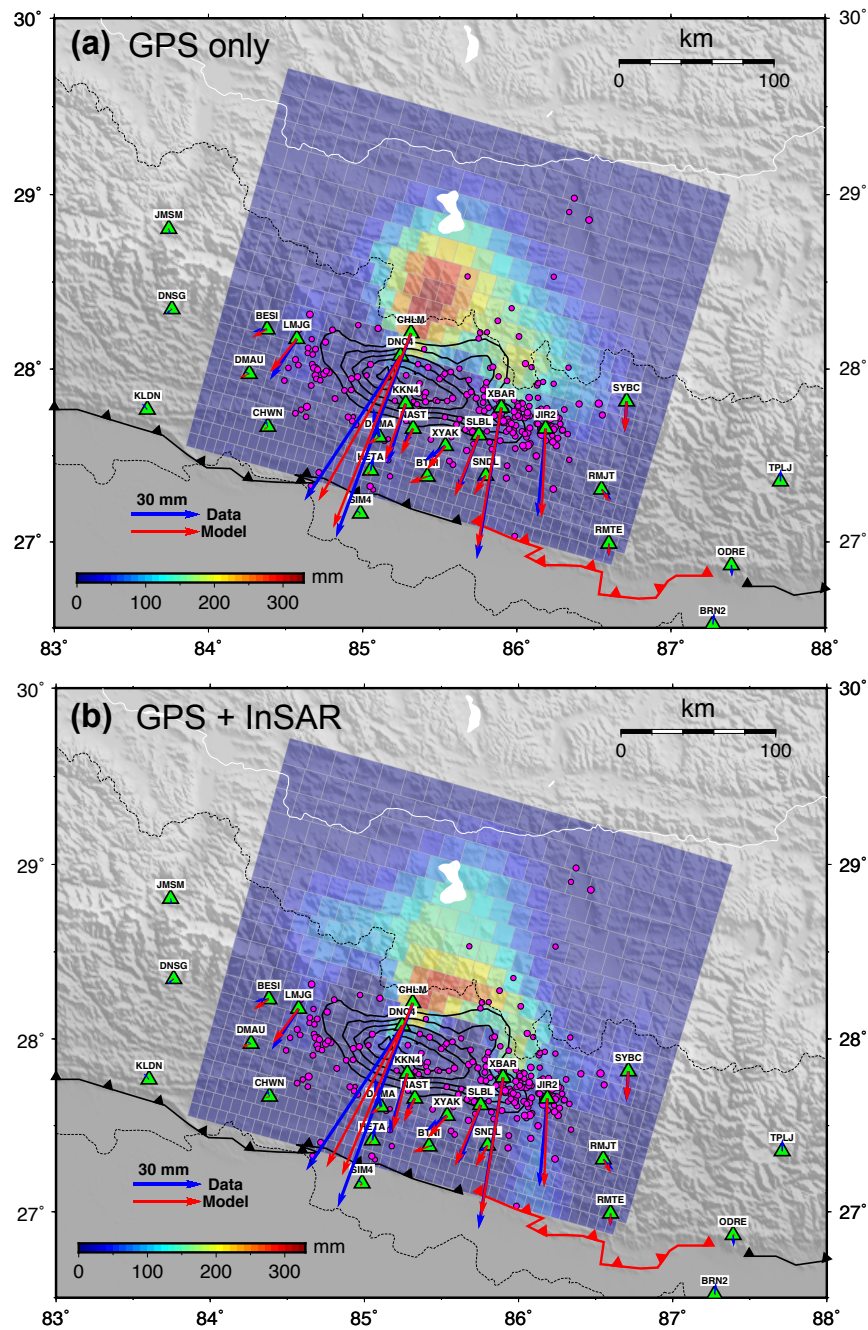 (a) GPS only
km
0 100
30˚
30˚
29˚
29˚
28˚
28˚
27˚
27˚
JMSM
DNSG
BESI
LMJG
CHLM
DNC4
DMAU
KLDN
CHWN
KKN4
NAST
XBAR
SYBC
SLBL
JIR2
XYAK
SNDL
RMJT
TPLJ
SIM4
RMTE
ODRE
BRN2
30 mm
Data
Model
mm
0 100 200 300
83˚ 84˚ 85˚ 86˚ 87˚ 88˚
(b) GPS + InSAR
km
0 100
30˚
30˚
29˚
29˚
28˚
28˚
27˚
27˚
JMSM
DNSG
BESI
LMJG
CHLM
DNC4
DMAU
KLDN
CHWN
KKN4
NAST
XBAR
SYBC
SLBL
JIR2
XYAK
SNDL
RMJT
TPLJ
SIM4
RMTE
ODRE
BRN2
30 mm
Data
Model
mm
0 100 200 300
83˚ 84˚ 85˚ 86˚ 87˚ 88˚